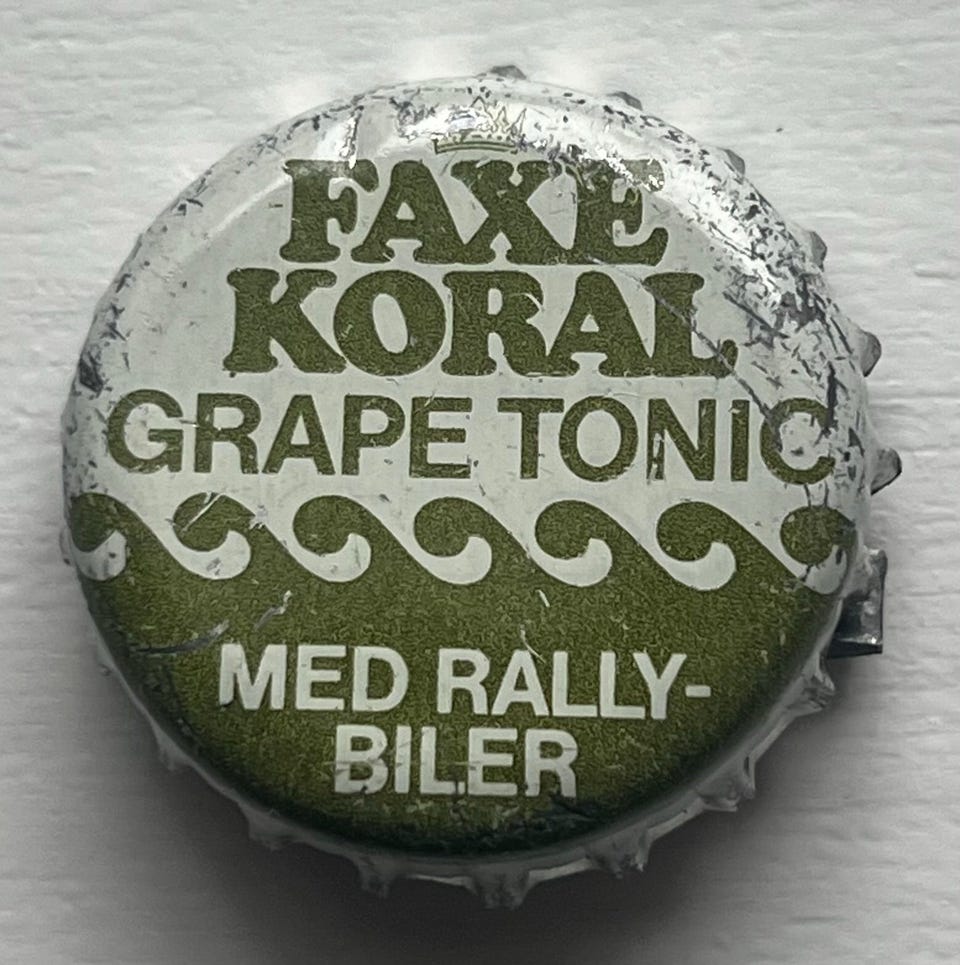 FAXE
KORAL
GRAPE TONIC
MED RALLY-
BILER